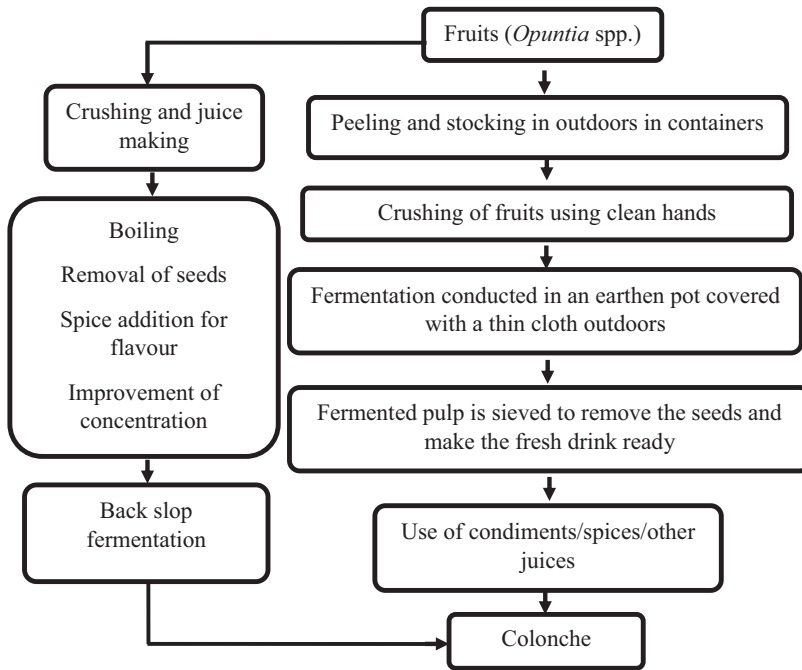 Fruits (Opuntia spp.)
Crushing and juice
making
Boiling
Removal of seeds
Spice addition for
flavour
Improvement of
concentration
Back slop
fermentation
Peeling and stocking in outdoors in containers
Crushing of fruits using clean hands
Fermentation conducted in an earthen pot covered
with a thin cloth outdoors
Fermented pulp is sieved to remove the seeds and
make the fresh drink ready
Use of condiments/spices/other
juices
Colonche